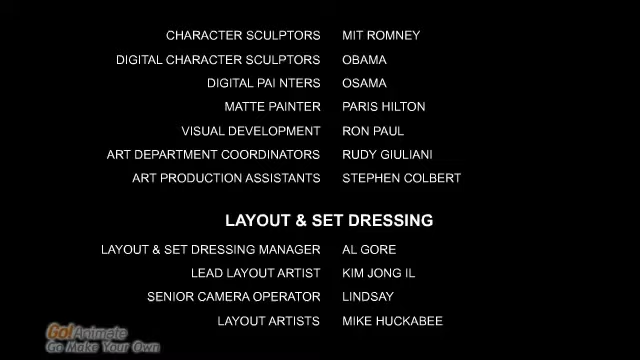 CHARACTER SCULPTORS MIT ROMNEY
DIGITAL CHARACTER SCULPTORS OBAMA
DIGITAL PAI NTERS OSAMA
MATTE PAINTER PARIS HILTON
VISUAL DEVELOPMENT RON PAUL
ART DEPARTMENT COORDINATORS RUDY GIULIANI
ART PRODUCTION ASSISTANTS STEPHEN COLBERT
LAYOUT & SET DRESSING
LAYOUT & SET DRESSING MANAGER AL GORE
LEAD LAYOUT ARTIST KIM JONG IL
SENIOR CAMERA OPERATOR LINDSAY
LAYOUT ARTISTS MIKE HUCKABEE
Go!Animate
Go Make Your Own